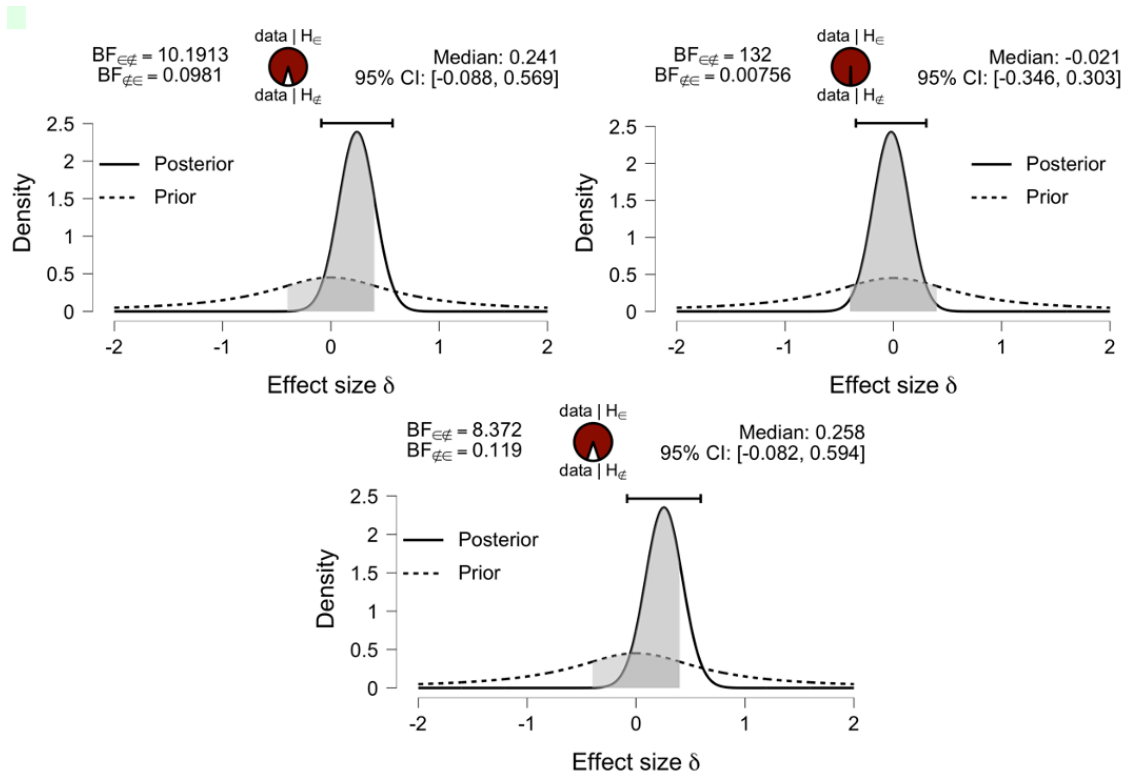 data | H∈
BF∈∉ = 10.1913
BF∉∈ = 0.0981
data | H∉
Median: 0.241
95% CI: [-0.088, 0.569]
2.5
2
1.5
1
0.5
0
Density
Posterior
Prior
-2
-1
0
1
2
Effect size δ
data | H∈
BF∈∉ = 132
BF∉∈ = 0.00756
data | H∉
Median: -0.021
95% CI: [-0.346, 0.303]
2.5
2
1.5
1
0.5
0
Density
Posterior
Prior
-2
-1
0
1
2
Effect size δ
data | H∈
BF∈∉ = 8.372
BF∉∈ = 0.119
data | H∉
Median: 0.258
95% CI: [-0.082, 0.594]
2.5
2
1.5
1
0.5
0
Density
Posterior
Prior
-2
-1
0
1
2
Effect size δ